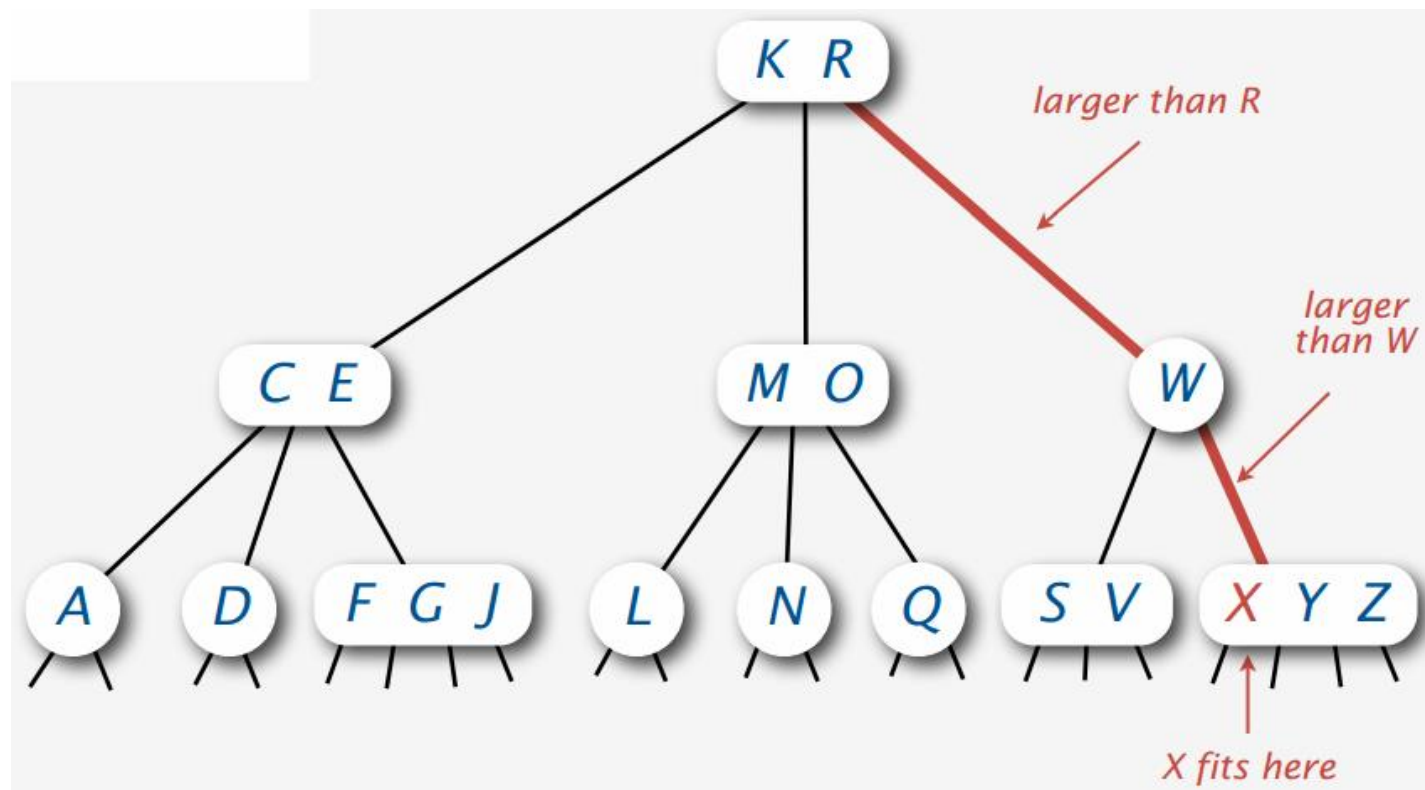 K R
larger than R
larger
than W
C E
M O
W
A
D
F G J
L
N
Q
S V
X Y Z
X fits here